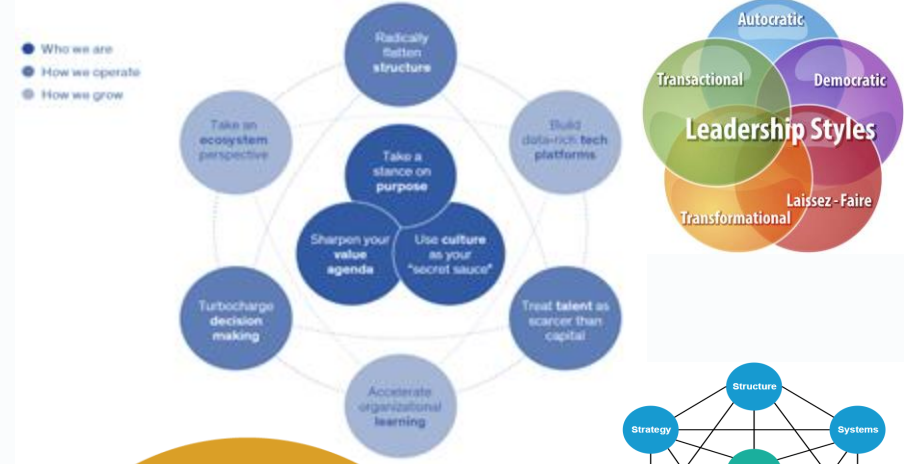 Who we are
How we operate
How we grow
Radically
flatten
structure
Take an
ecosystem
perspective
Build
data-rich tech
platforms
Take a
stance on
purpose
Sharpen your
value
agenda
Use culture
as your
"secret sauce"
Turbocharge
decision
making
Treat talent as
scarcer than
capital
Accelerate
organizational
learning
Autocratic
Transactional
Democratic
Leadership Styles
Laissez - Faire
Transformational
Structure
Strategy
Systems